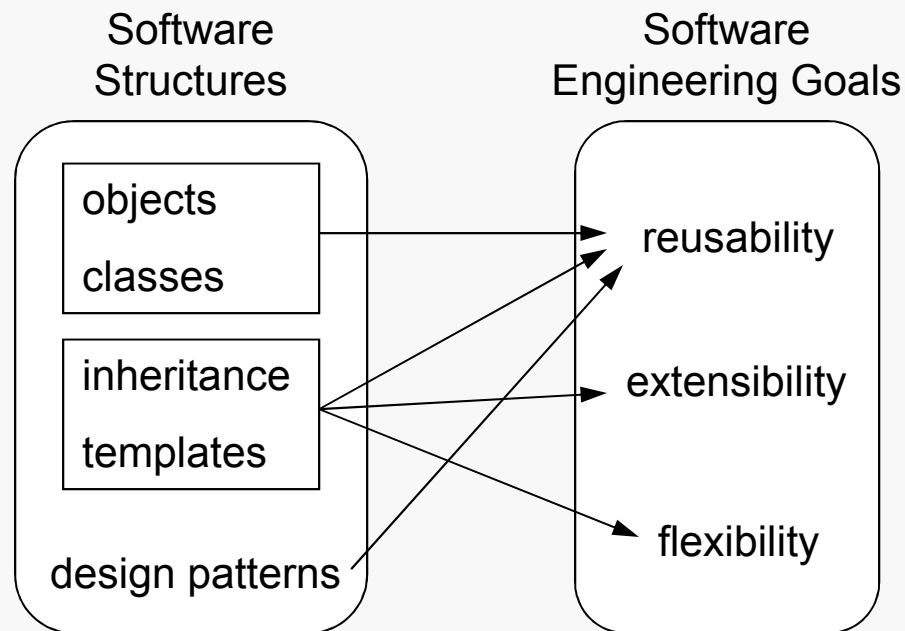 Software
Structures
objects
classes
inheritance
templates
design patterns
Software
Engineering Goals
reusability
extensibility
flexibility